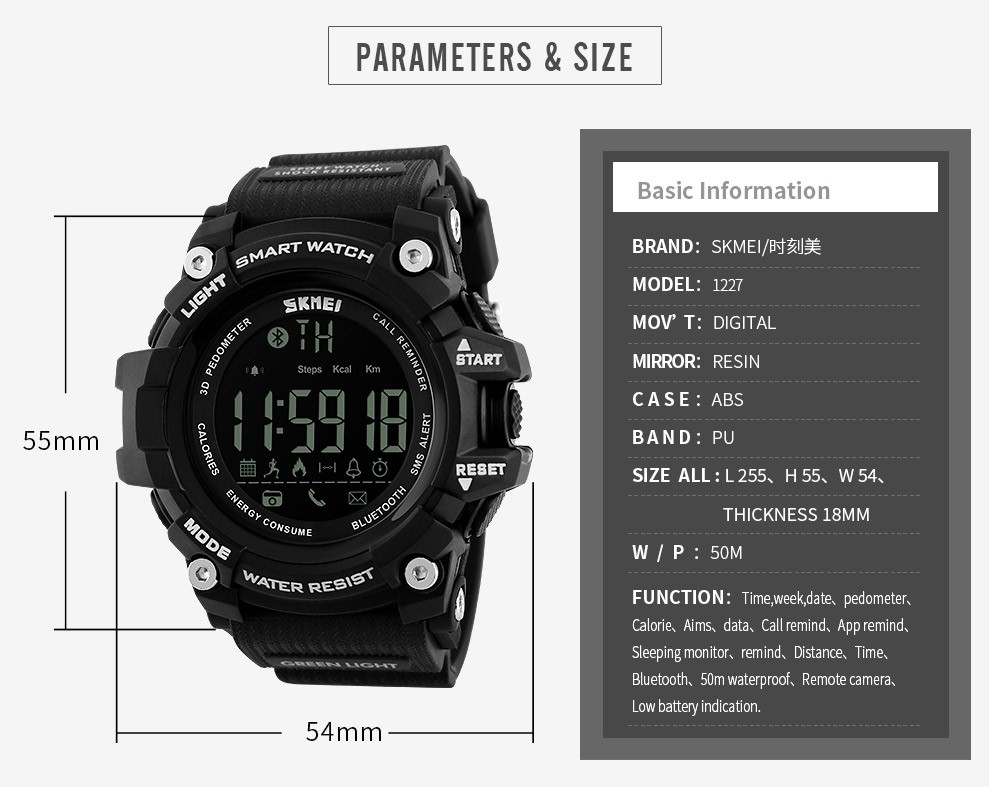 PARAMETERS & SIZE
SPORT WATCH
SHOCK RESISTANT
SMART WATCH
LIGHT
SKMEI
3D PEDOMETER
CALL REMINDER
TH
START
Steps Kcal Km
11:59 18
CALORIES
SMS ALERT
RESET
ENERGY CONSUME
BLUETOOTH
MODE
WATER RESIST
GREEN LIGHT
55mm
54mm
Basic Information
BRAND: SKMEI/时刻美
MODEL: 1227
MOV' T: DIGITAL
MIRROR: RESIN
CASE: ABS
BAND: PU
SIZE ALL: L 255、H 55、W 54、
THICKNESS 18MM
W / P : 50M
FUNCTION: Time,week,date、pedometer、
Calorie、Aims、data、Call remind、App remind、
Sleeping monitor、remind、Distance、Time、
Bluetooth、50m waterproof、Remote camera、
Low battery indication.